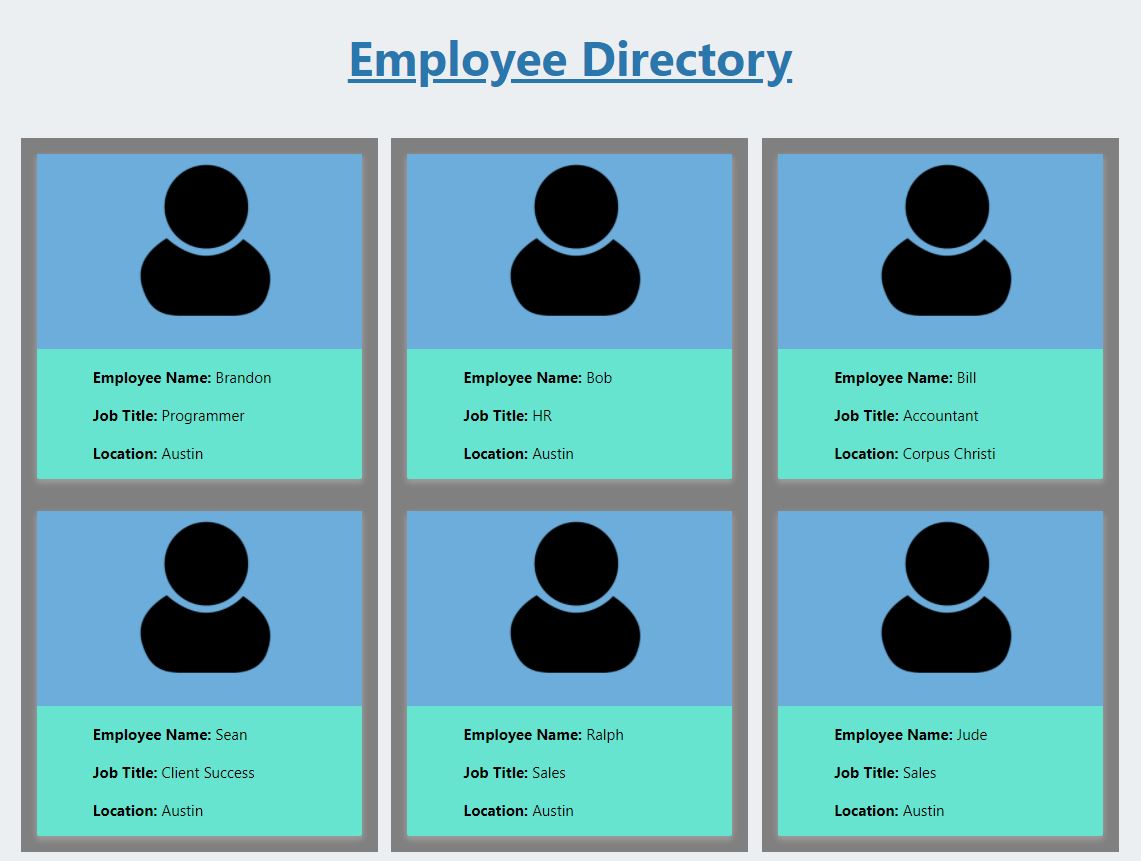 Employee Directory
Employee Name: Brandon
Job Title: Programmer
Location: Austin
Employee Name: Bob
Job Title: HR
Location: Austin
Employee Name: Bill
Job Title: Accountant
Location: Corpus Christi
Employee Name: Sean
Job Title: Client Success
Location: Austin
Employee Name: Ralph
Job Title: Sales
Location: Austin
Employee Name: Jude
Job Title: Sales
Location: Austin